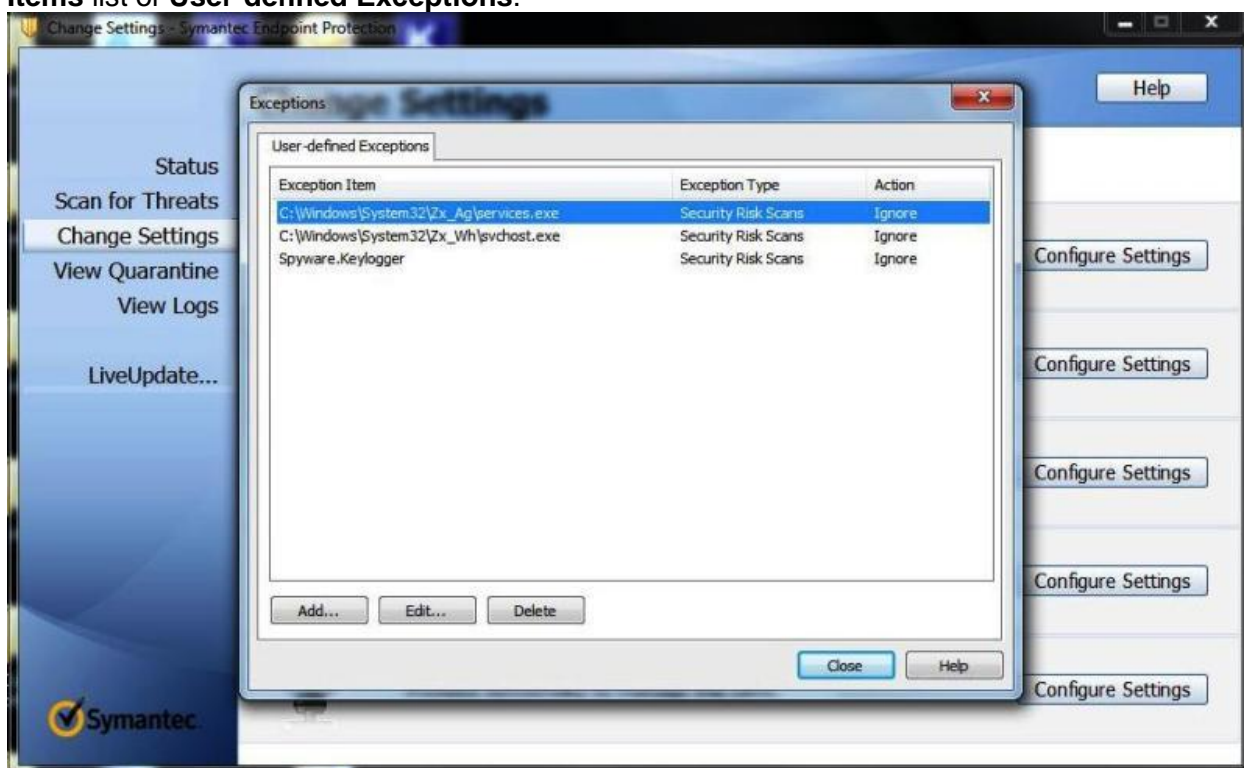 Items list of User-defined Exceptions.
Change Settings - Symantec Endpoint Protection
Help
Exceptions
Settings
User-defined Exceptions
Status
Scan for Threats
Change Settings
View Quarantine
View Logs
LiveUpdate...
Exception Item Exception Type Action
C:\Windows\System32\Zx_Ag\services.exe Security Risk Scans Ignore
C:\Windows\System32\Zx_Wh\svchost.exe Security Risk Scans Ignore
Spyware.Keylogger Security Risk Scans Ignore
Configure Settings
Configure Settings
Configure Settings
Configure Settings
Configure Settings
Add... Edit... Delete
Close Help
Symantec